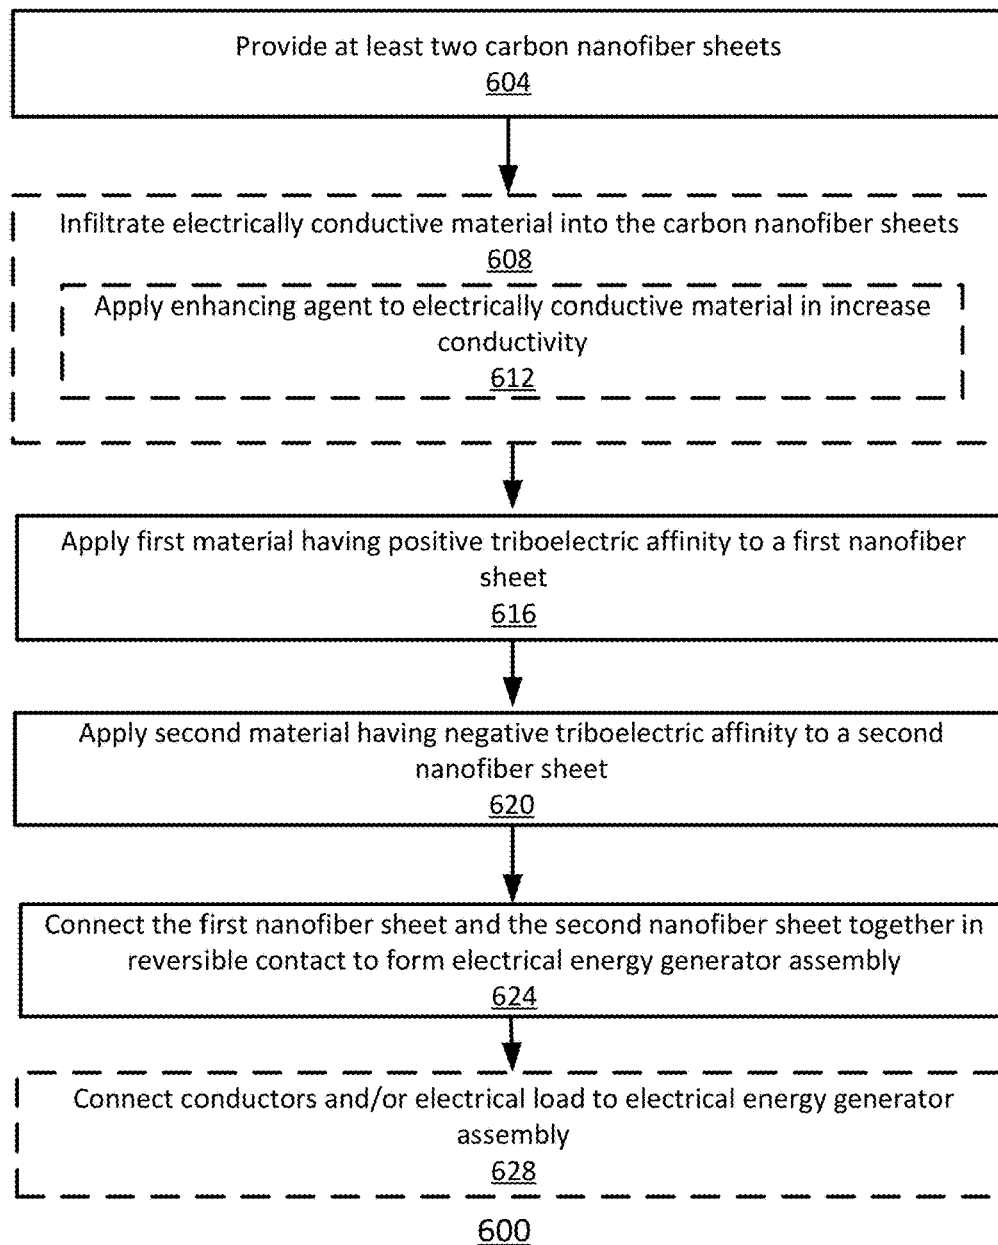 Provide at least two carbon nanofiber sheets
604
Infiltrate electrically conductive material into the carbon nanofiber sheets
608
Apply enhancing agent to electrically conductive material in increase
conductivity
612
Apply first material having positive triboelectric affinity to a first nanofiber
sheet
616
Apply second material having negative triboelectric affinity to a second
nanofiber sheet
620
Connect the first nanofiber sheet and the second nanofiber sheet together in
reversible contact to form electrical energy generator assembly
624
Connect conductors and/or electrical load to electrical energy generator
assembly
628
600